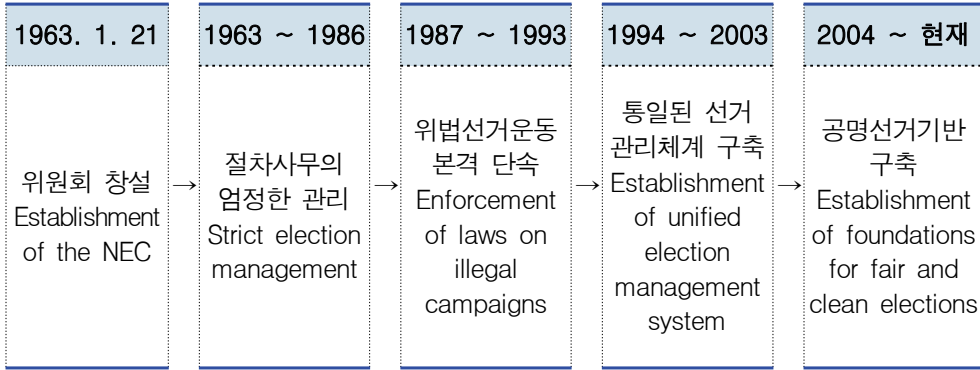 1963. 1. 21
위원회 창설
Establishment
of the NEC
→
1963 ~ 1986
절차사무의
엄정한 관리
Strict election
management
→
1987 ~ 1993
위법선거운동
본격 단속
Enforcement
of laws on
illegal
campaigns
→
1994 ~ 2003
통일된 선거
관리체계 구축
Establishment
of unified
election
management
system
→
2004 ~ 현재
공명선거기반
구축
Establishment
of foundations
for fair and
clean elections